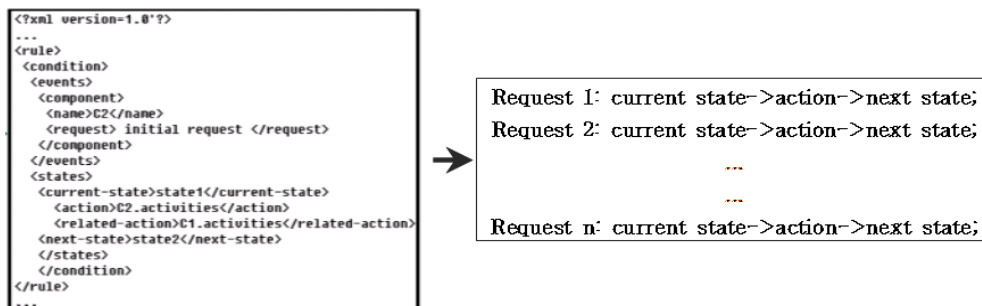 <?xml version=1.0'?>
...
<rule>
<condition>
<events>
<component>
<name>C2</name>
<request> initial request </request>
</component>
</events>
<states>
<current-state>state1</current-state>
<action>C2.activities</action>
<related-action>C1.activities</related-action>
<next-state>state2</next-state>
</states>
</condition>
</rule>
...
Request 1: current state->action->next state;
Request 2: current state->action->next state;
...
...
Request n: current state->action->next state;